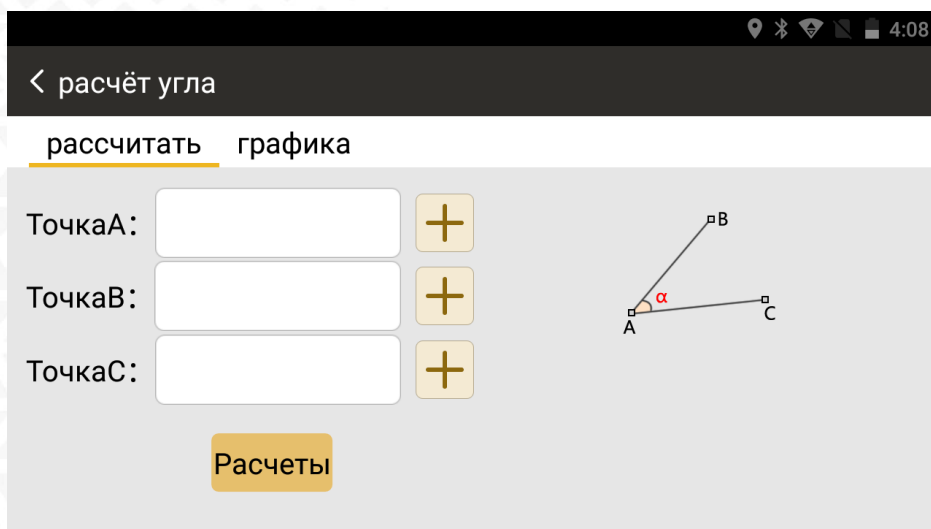 4:08
расчёт угла
рассчитать графика
ТочкаA:
ТочкаB:
ТочкаC:
Расчеты
B
α
A
C